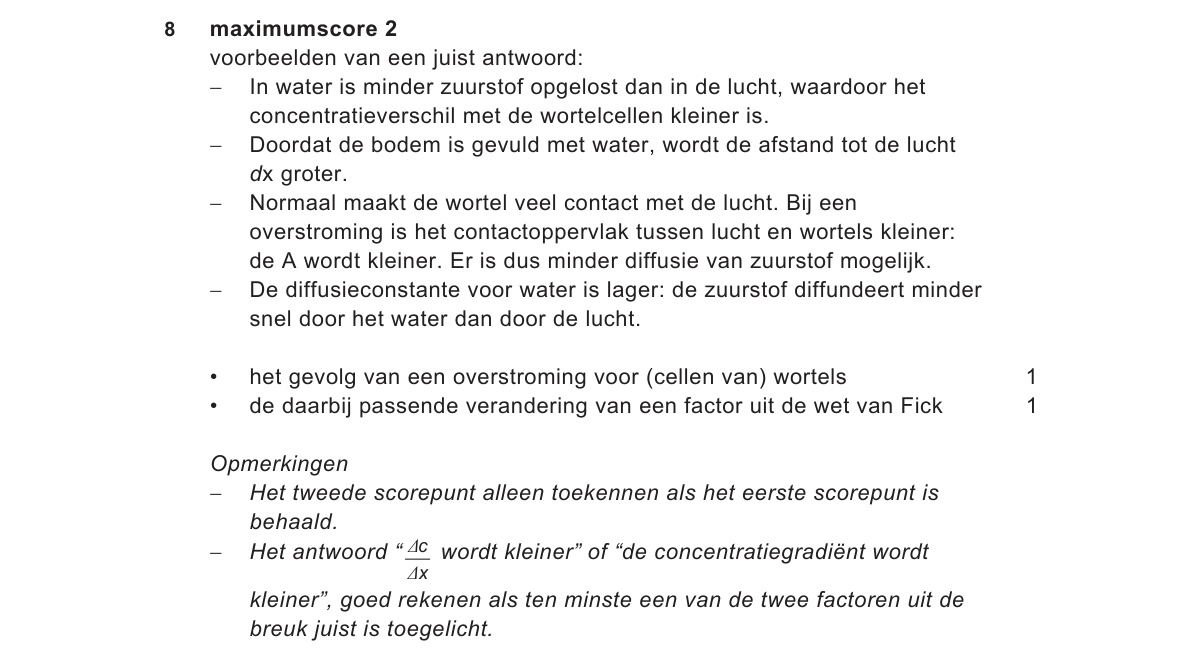 8 maximumscore 2
voorbeelden van een juist antwoord:
− In water is minder zuurstof opgelost dan in de lucht, waardoor het
concentratieverschil met de wortelcellen kleiner is.
− Doordat de bodem is gevuld met water, wordt de afstand tot de lucht
dx groter.
− Normaal maakt de wortel veel contact met de lucht. Bij een
overstroming is het contactoppervlak tussen lucht en wortels kleiner:
de A wordt kleiner. Er is dus minder diffusie van zuurstof mogelijk.
− De diffusieconstante voor water is lager: de zuurstof diffundeert minder
snel door het water dan door de lucht.
• het gevolg van een overstroming voor (cellen van) wortels 1
• de daarbij passende verandering van een factor uit de wet van Fick 1
Opmerkingen
− Het tweede scorepunt alleen toekennen als het eerste scorepunt is
behaald.
− Het antwoord “Δc/Δx wordt kleiner” of “de concentratiegradiënt wordt
kleiner”, goed rekenen als ten minste een van de twee factoren uit de
breuk juist is toegelicht.